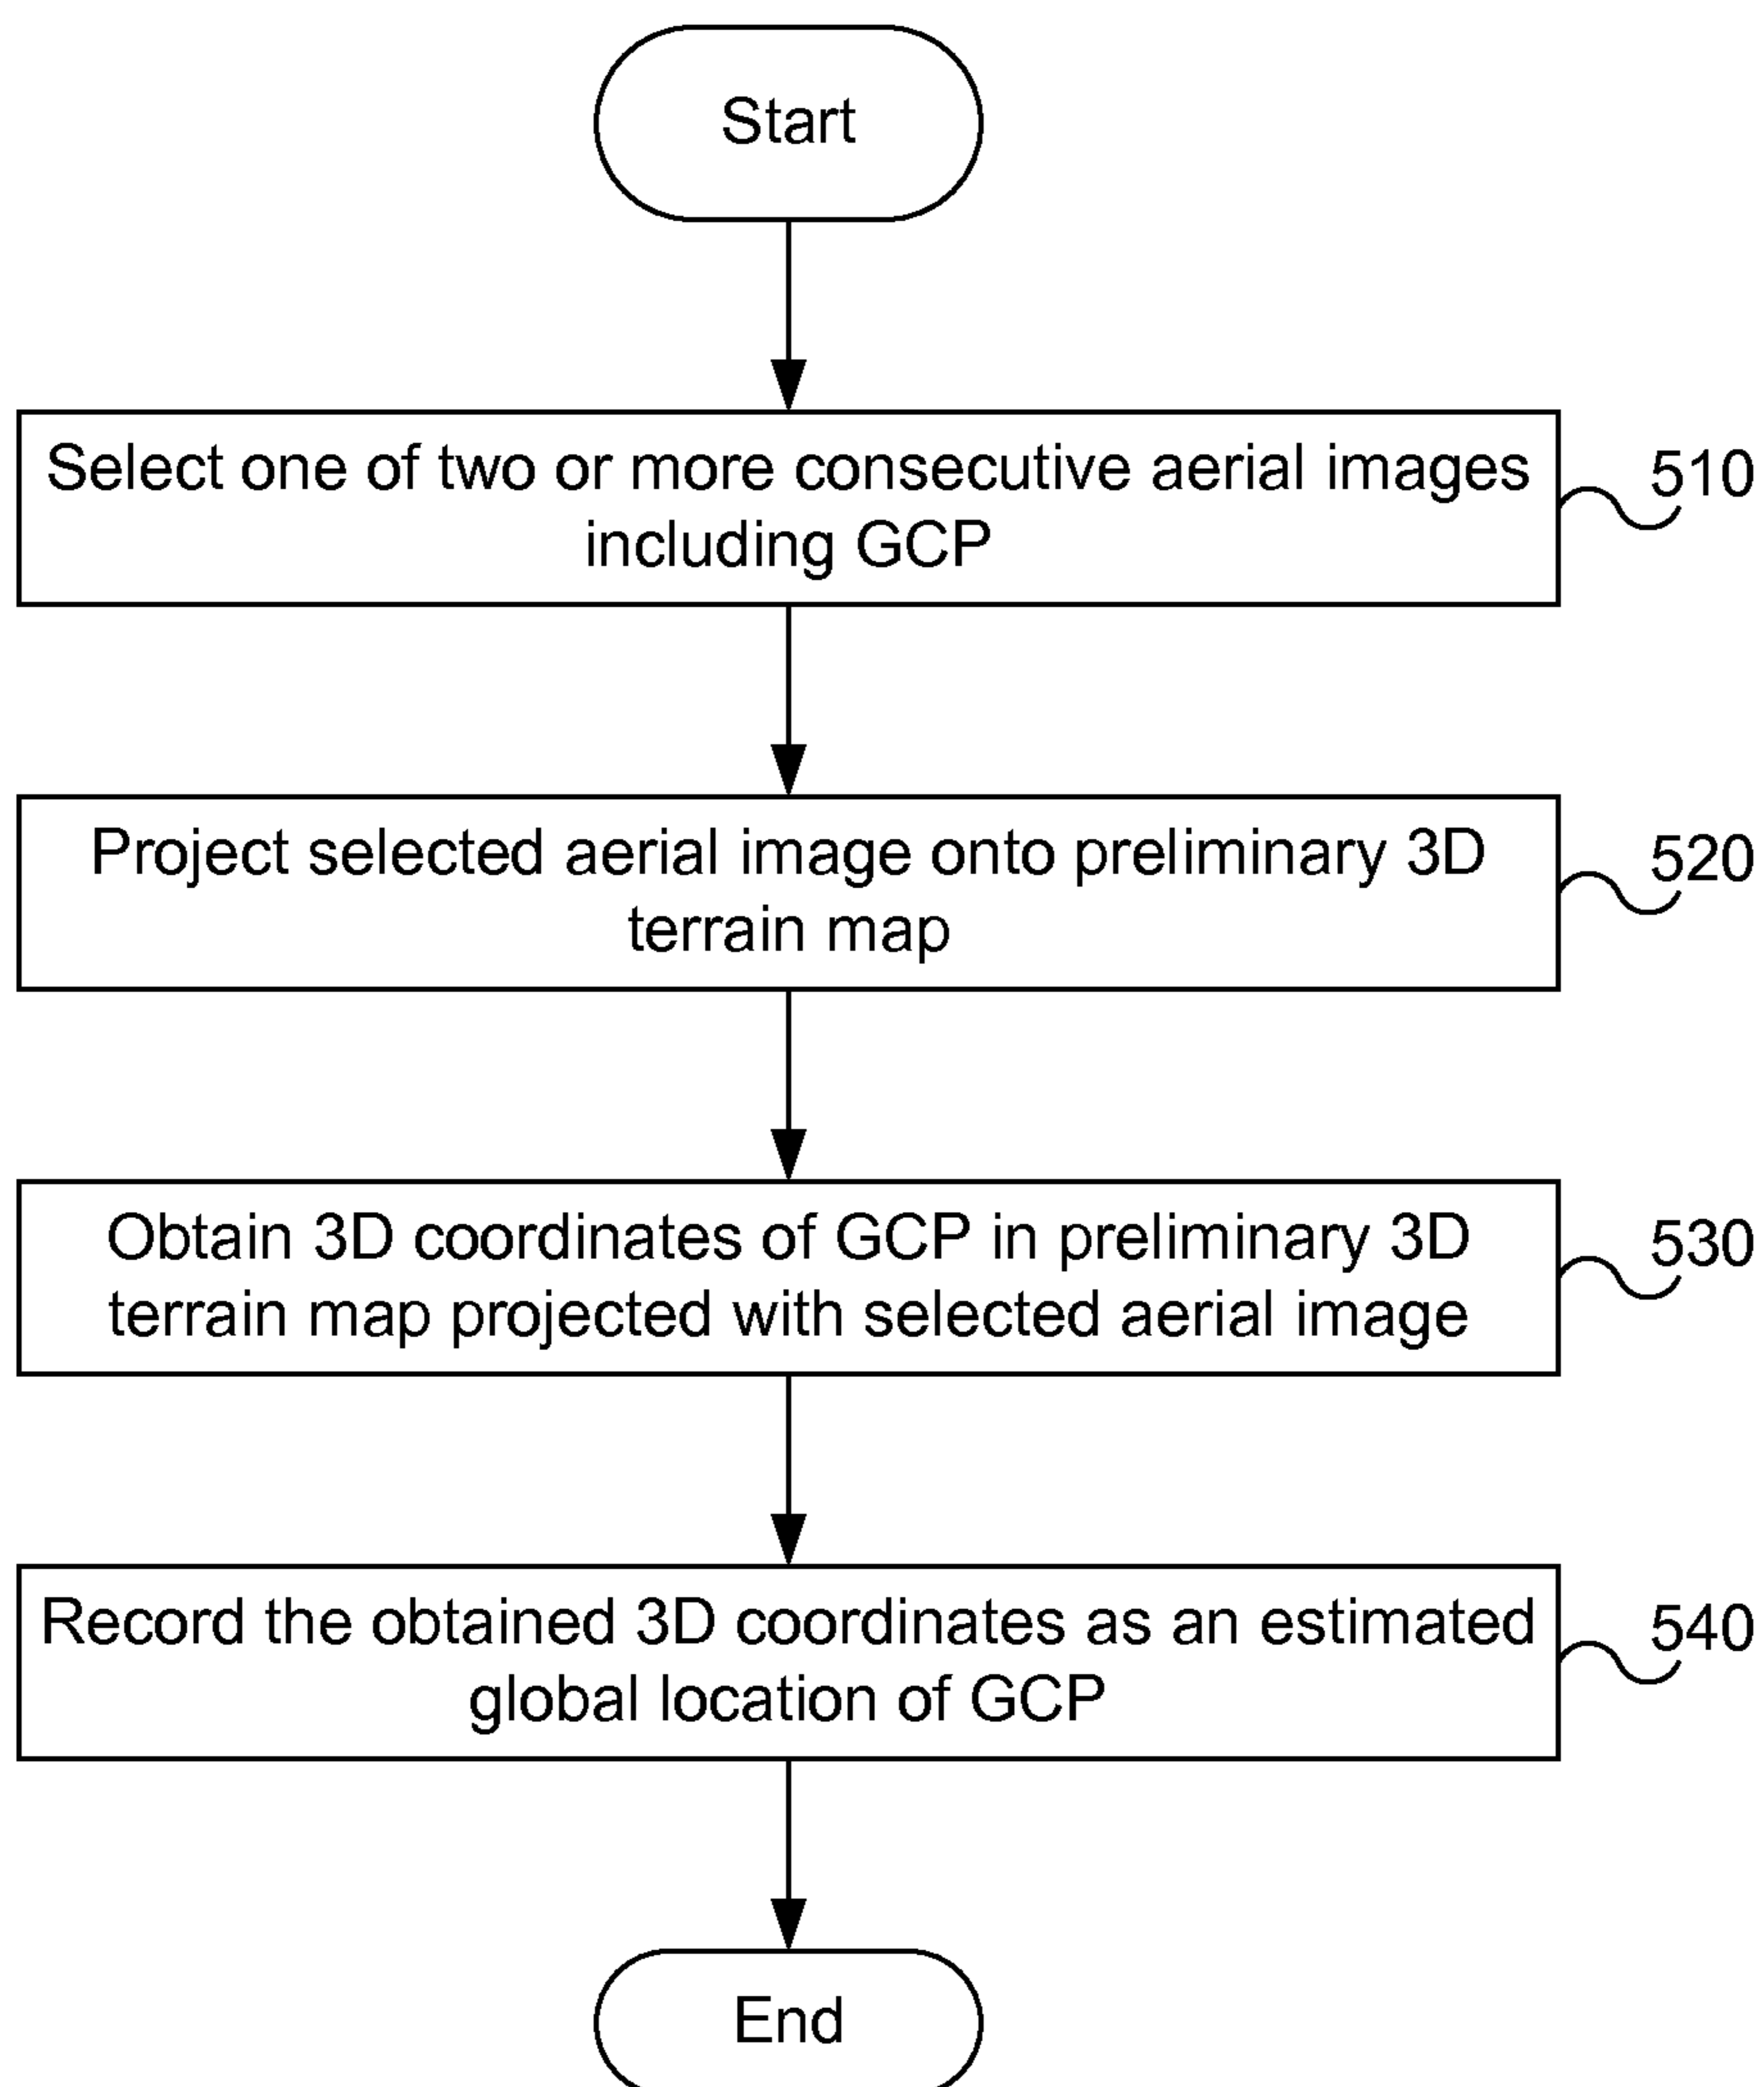 Start
Select one of two or more consecutive aerial images
including GCP
510
Project selected aerial image onto preliminary 3D
terrain map
520
Obtain 3D coordinates of GCP in preliminary 3D
terrain map projected with selected aerial image
530
Record the obtained 3D coordinates as an estimated
global location of GCP
540
End